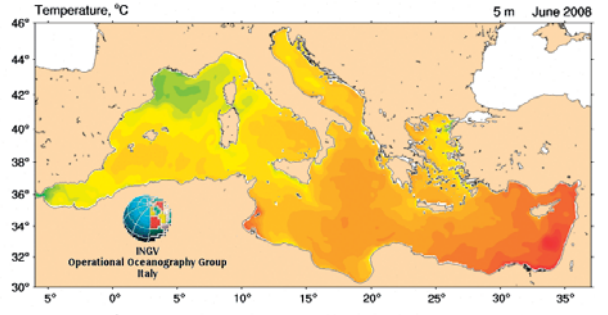 Temperature, °C 5 m June 2008
46°
44°
42°
40°
38°
36°
34°
32°
30°
INGV
Operational Oceanography Group
Italy
5° 0° 5° 10° 15° 20° 25° 30° 35°